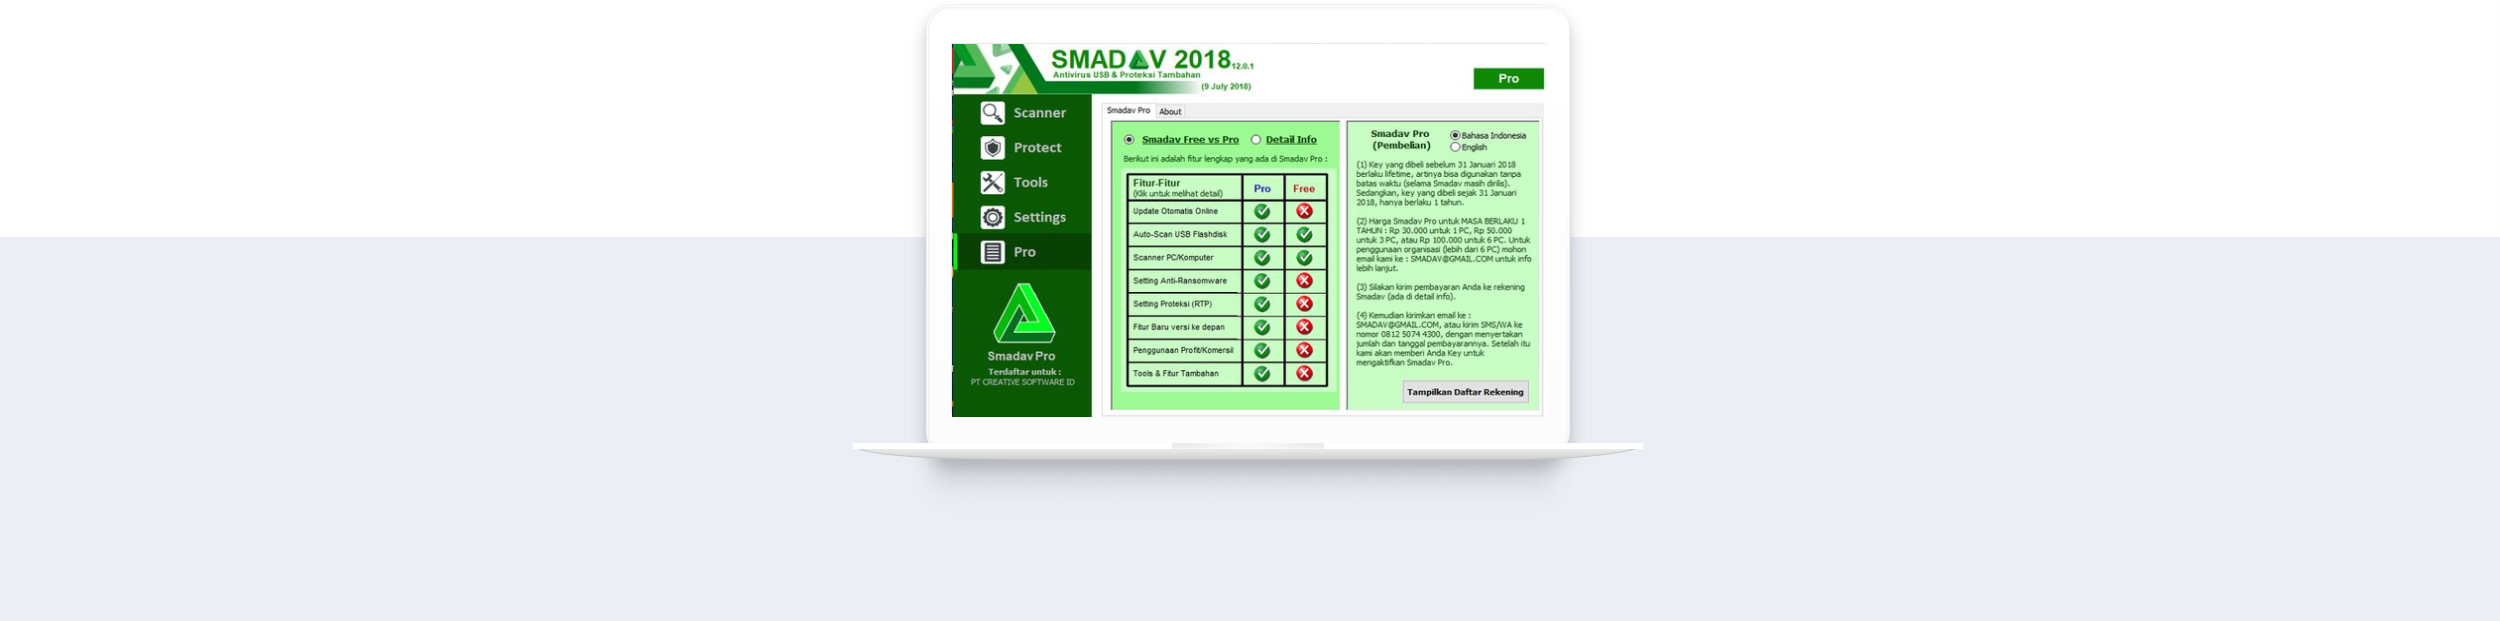 SMADAV 2018 12.0.1
Antivirus USB & Proteksi Tambahan
(9 July 2018)
Pro
Scanner
Protect
Tools
Settings
Pro
Smadav Pro
Terdaftar untuk :
PT CREATIVE SOFTWARE ID
Smadav Pro About
Smadav Free vs Pro Detail Info
Berikut ini adalah fitur lengkap yang ada di Smadav Pro :
Fitur-Fitur
(Klik untuk melihat detail)
Pro Free
Update Otomatis Online
Auto-Scan USB Flashdisk
Scanner PC/Komputer
Setting Anti-Ransomware
Setting Proteksi (RTP)
Fitur Baru versi ke depan
Penggunaan Profit/Komersil
Tools & Fitur Tambahan
Smadav Pro
(Pembelian)
Bahasa Indonesia
English
(1) Key yang dibeli sebelum 31 Januari 2018
berlaku lifetime, artinya bisa digunakan tanpa
batas waktu (selama Smadav masih dirilis).
Sedangkan, key yang dibeli sejak 31 Januari
2018, hanya berlaku 1 tahun.
(2) Harga Smadav Pro untuk MASA BERLAKU 1
TAHUN : Rp 30.000 untuk 1 PC, Rp 50.000
untuk 3 PC, atau Rp 100.000 untuk 6 PC. Untuk
penggunaan organisasi (lebih dari 6 PC) mohon
email kami ke : SMADAV@GMAIL.COM untuk info
lebih lanjut.
(3) Silakan kirim pembayaran Anda ke rekening
Smadav (ada di detail info).
(4) Kemudian kirimkan email ke :
SMADAV@GMAIL.COM, atau kirim SMS/WA ke
nomor 0812 5074 4300, dengan menyertakan
jumlah dan tanggal pembayarannya. Setelah itu
kami akan memberi Anda Key untuk
mengaktifkan Smadav Pro.
Tampilkan Daftar Rekening